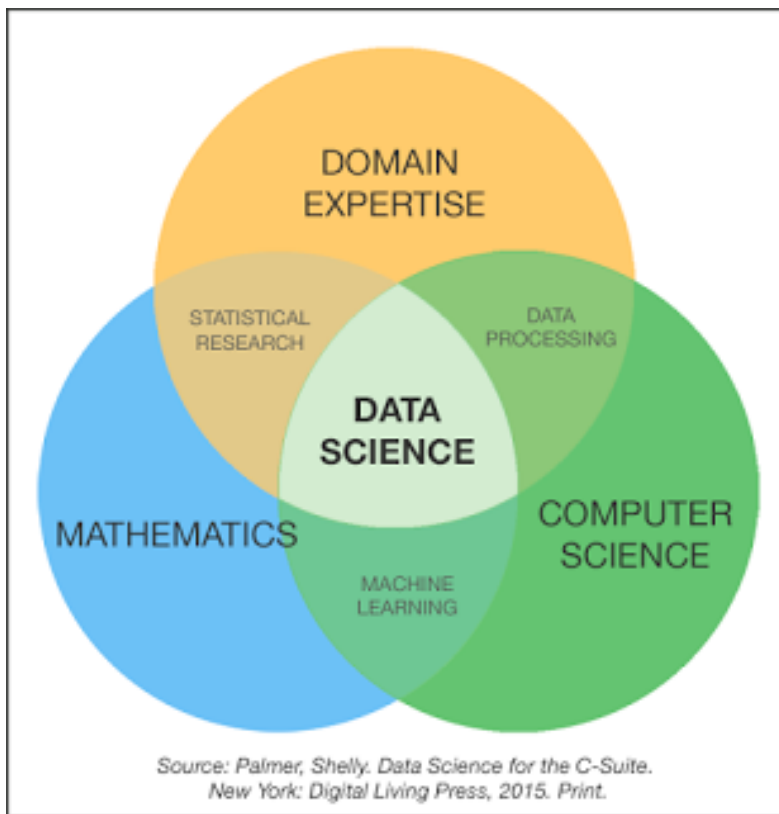 DOMAIN
EXPERTISE
STATISTICAL
RESEARCH
DATA
PROCESSING
DATA
SCIENCE
MATHEMATICS
COMPUTER
SCIENCE
MACHINE
LEARNING
Source: Palmer, Shelly. Data Science for the C-Suite.
New York: Digital Living Press, 2015. Print.